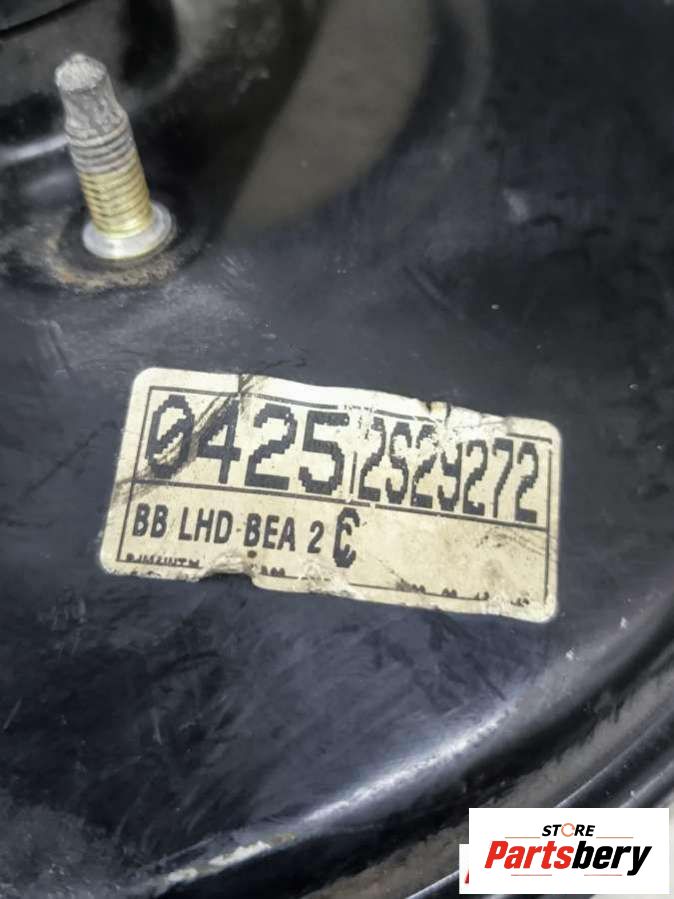 0425 2S29272
BB LHD BEA 2 C
STORE
Partsbery